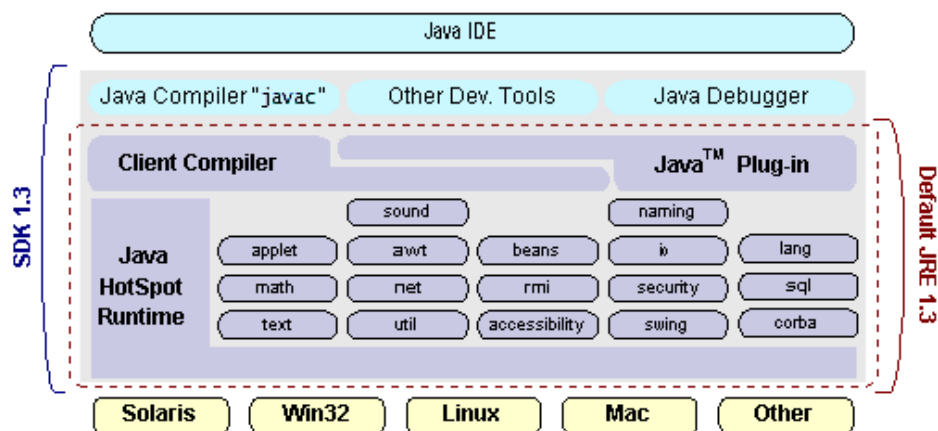 Java IDE
SDK 1.3
Java Compiler "javac"
Other Dev. Tools
Java Debugger
Client Compiler
Java™ Plug-in
Java
HotSpot
Runtime
sound
naming
applet
awt
beans
io
lang
math
net
rmi
security
sql
text
util
accessibility
swing
corba
Default JRE 1.3
Solaris
Win32
Linux
Mac
Other